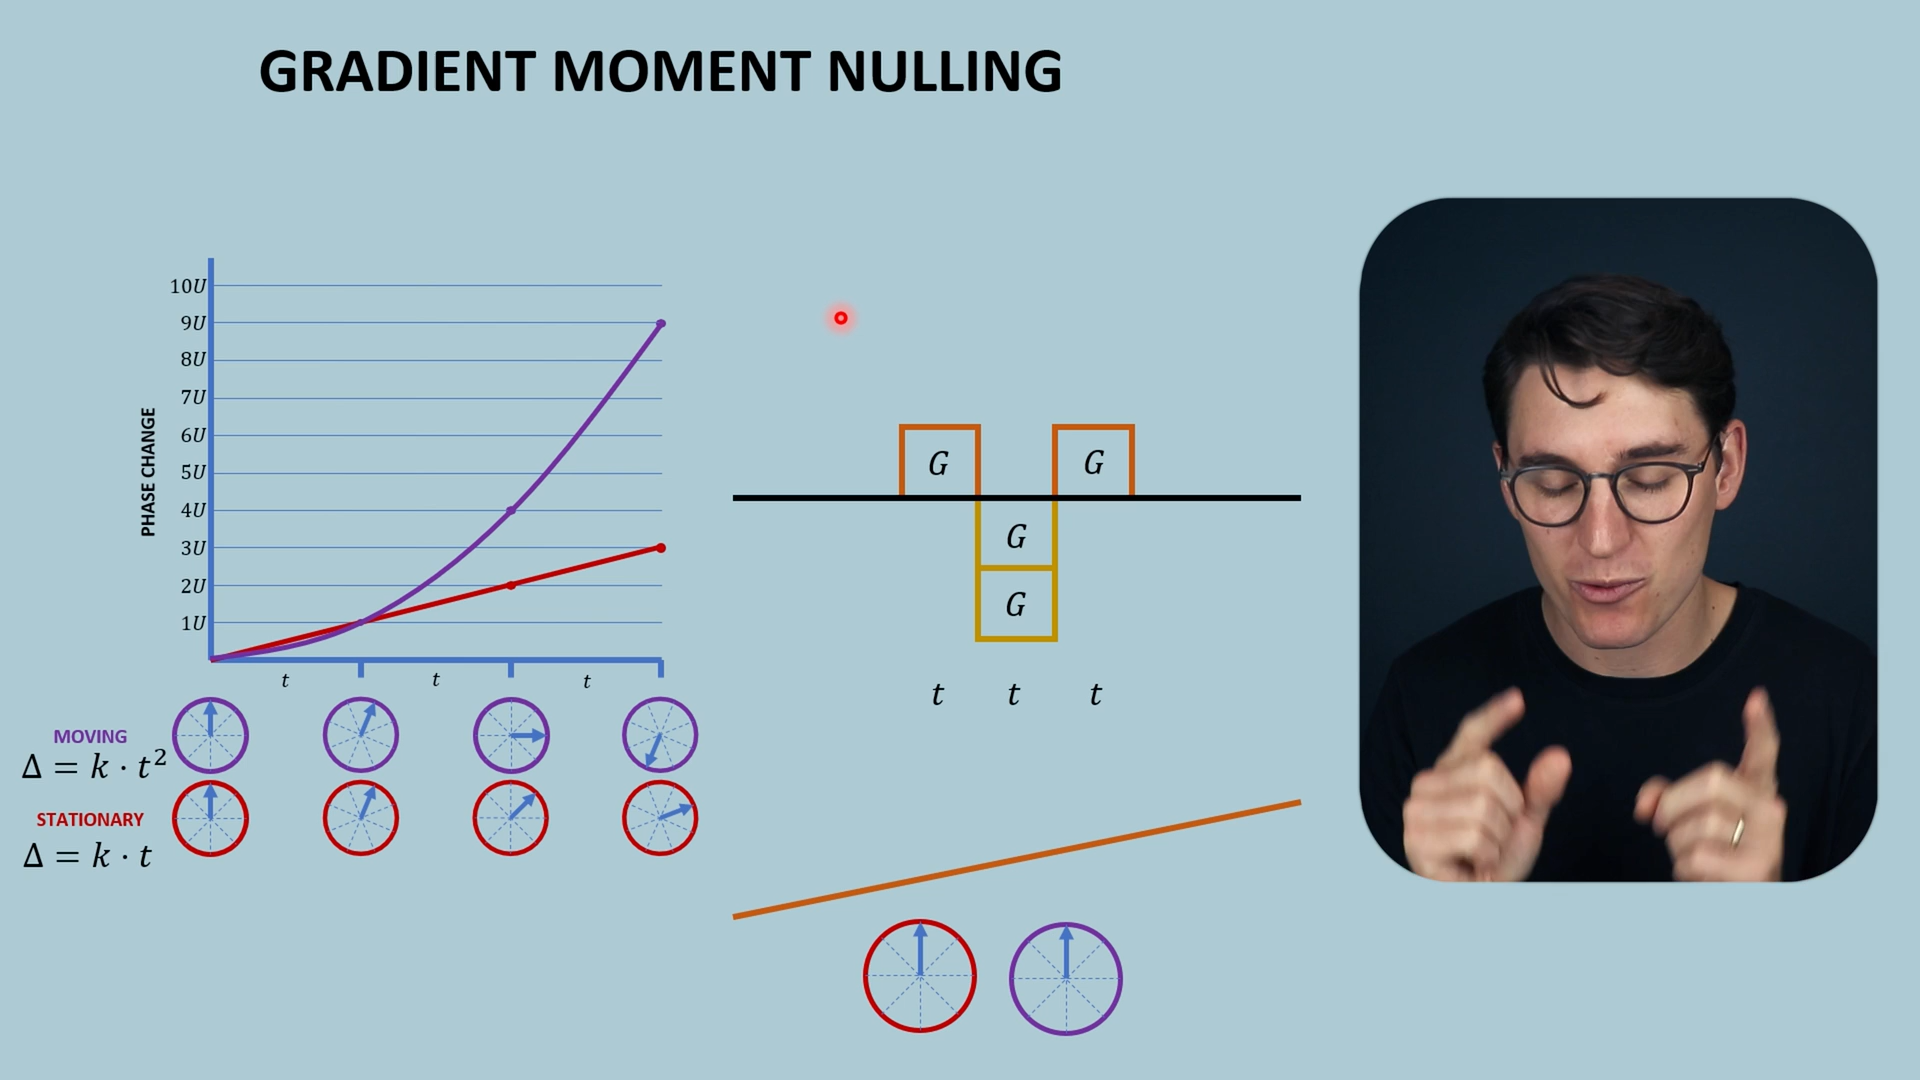 GRADIENT MOMENT NULLING
PHASE CHANGE
10U
9U
8U
7U
6U
5U
4U
3U
2U
1U
t t t
MOVING
Δ = k · t²
STATIONARY
Δ = k · t
G G
G
G
t t t